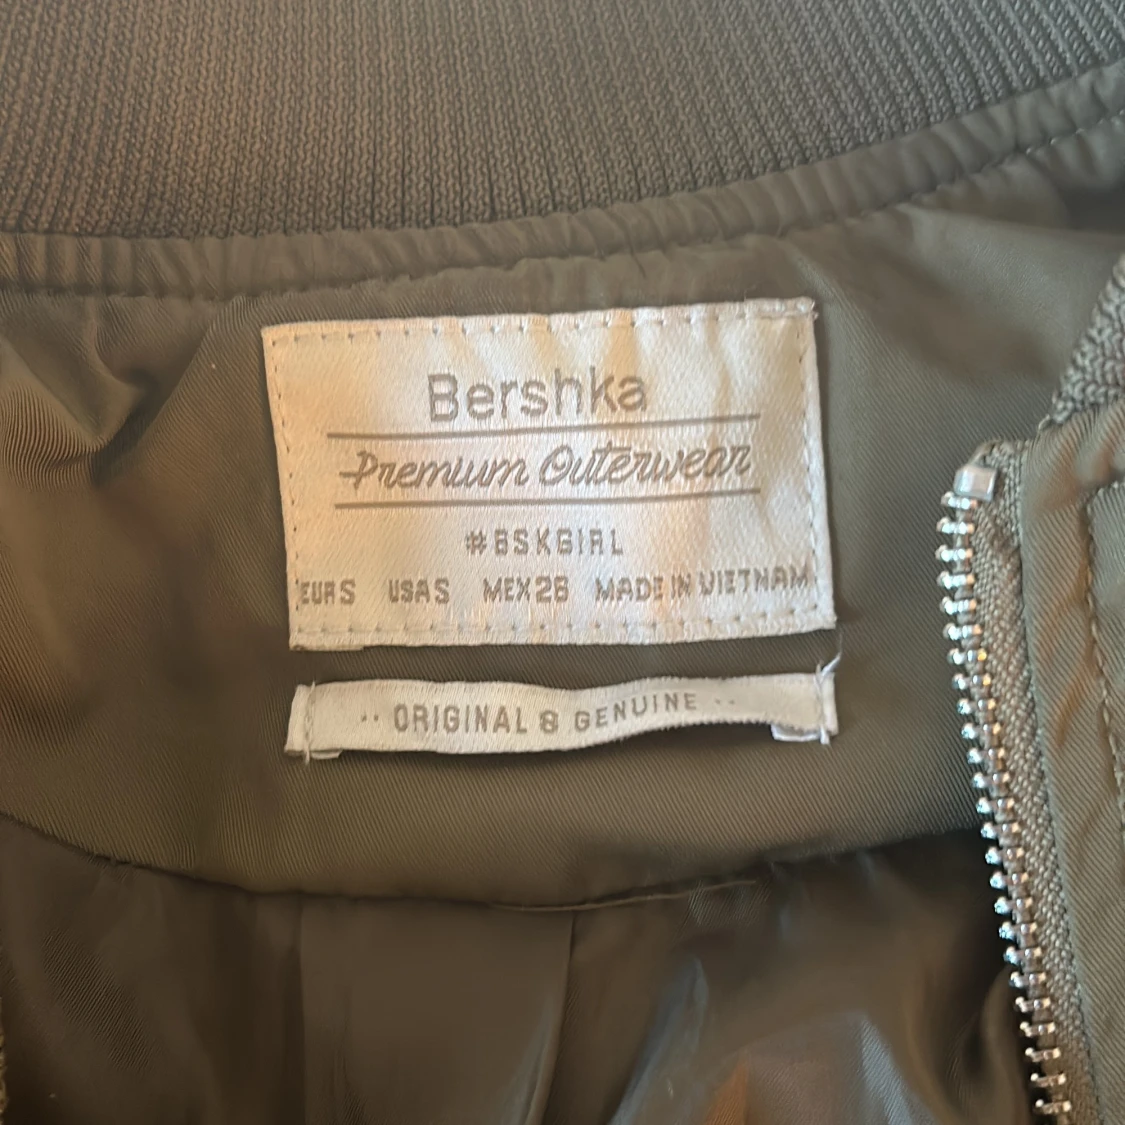 Bershka
Premium Outerwear
#BSKGIRL
EUR S USA S MEX 26 MADE IN VIETNAM
·· ORIGINAL & GENUINE ··